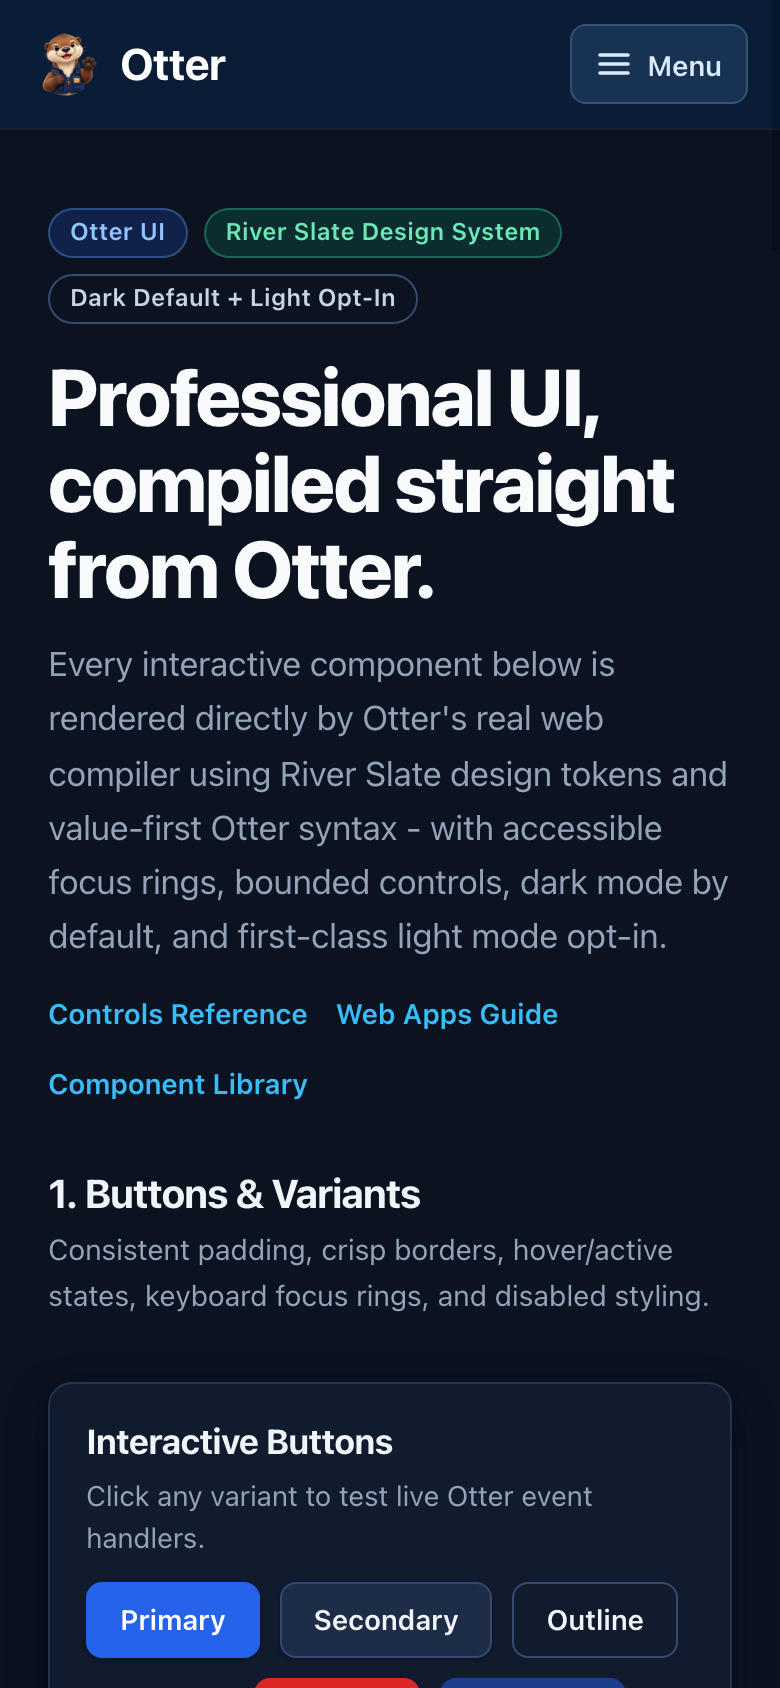 Otter
Menu
Otter UI
River Slate Design System
Dark Default + Light Opt-In
Professional UI,
compiled straight
from Otter.
Every interactive component below is
rendered directly by Otter's real web
compiler using River Slate design tokens and
value-first Otter syntax - with accessible
focus rings, bounded controls, dark mode by
default, and first-class light mode opt-in.
Controls Reference Web Apps Guide
Component Library
1. Buttons & Variants
Consistent padding, crisp borders, hover/active
states, keyboard focus rings, and disabled styling.
Interactive Buttons
Click any variant to test live Otter event
handlers.
Primary Secondary Outline